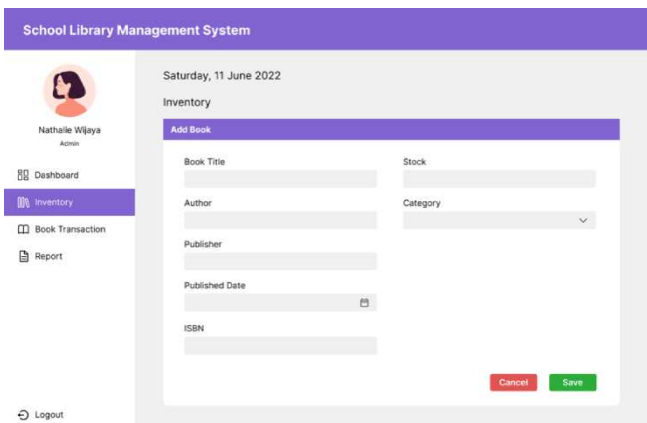 School Library Management System
Nathalie Wijaya
Admin
Dashboard
Inventory
Book Transaction
Report
Logout
Saturday, 11 June 2022
Inventory
Add Book
Book Title
Stock
Author
Category
Publisher
Published Date
ISBN
Cancel
Save